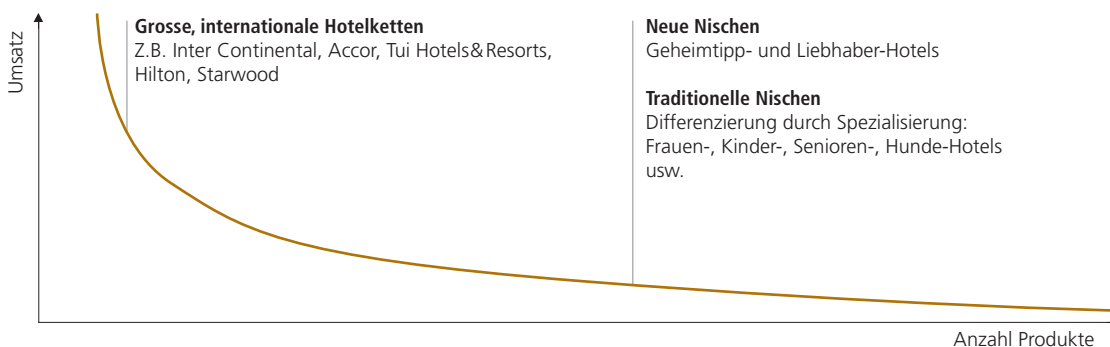 Umsatz
Grosse, internationale Hotelketten
Z.B. Inter Continental, Accor, Tui Hotels&Resorts,
Hilton, Starwood
Neue Nischen
Geheimtipp- und Liebhaber-Hotels
Traditionelle Nischen
Differenzierung durch Spezialisierung:
Frauen-, Kinder-, Senioren-, Hunde-Hotels
usw.
Anzahl Produkte